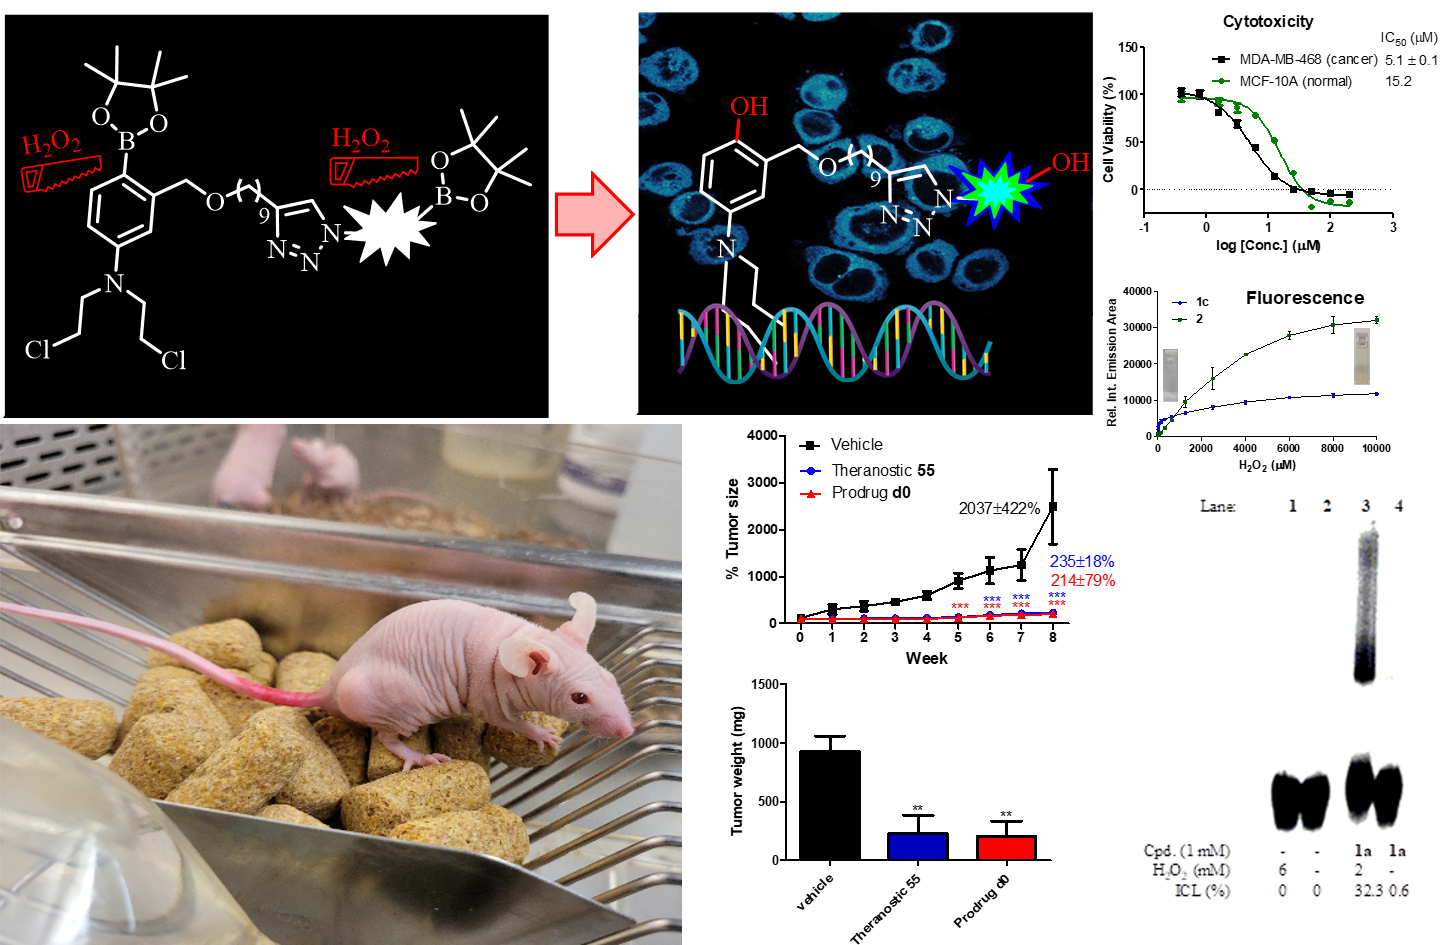 H2O2
B
O
O
O
9
N
N
N
N
Cl
Cl
H2O2
O
B
O
OH
O
9
N
N
N
N
OH
Cytotoxicity
IC50 (μM)
MDA-MB-468 (cancer) 5.1 ± 0.1
MCF-10A (normal) 15.2
Cell Viability (%)
150
100
50
0
-1 0 1 2 3
log [Conc.] (μM)
Fluorescence
1c
2
Rel. Int. Emission Area
40000
30000
20000
10000
0
0 2000 4000 6000 8000 10000
H2O2 (μM)
Vehicle
Theranostic 55
Prodrug d0
% Tumor size
4000
3000
2000
1000
0
2037±422%
235±18%
214±79%
*** *** ***
*** *** *** ***
0 1 2 3 4 5 6 7 8
Week
Tumor weight (mg)
1500
1000
500
0
** **
vehicle
Theranostic 55
Prodrug d0
Lane: 1 2 3 4
Cpd. (1 mM) - - 1a 1a
H2O2 (mM) 6 - 2 -
ICL (%) 0 0 32.3 0.6